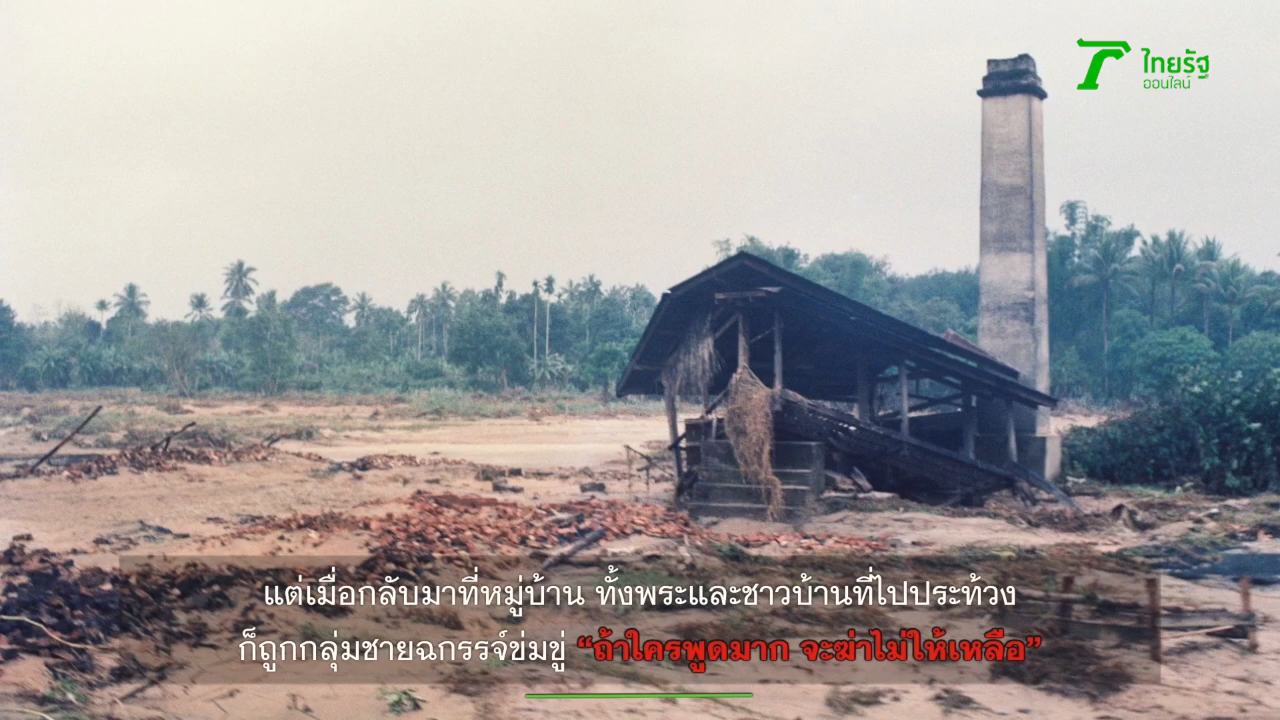 ไทยรัฐ
ออนไลน์
แต่เมื่อกลับมาที่หมู่บ้าน ทั้งพระและชาวบ้านที่ไปประท้วง
ก็ถูกกลุ่มชายฉกรรจ์ข่มขู่ “ถ้าใครพูดมาก จะฆ่าไม่ให้เหลือ”